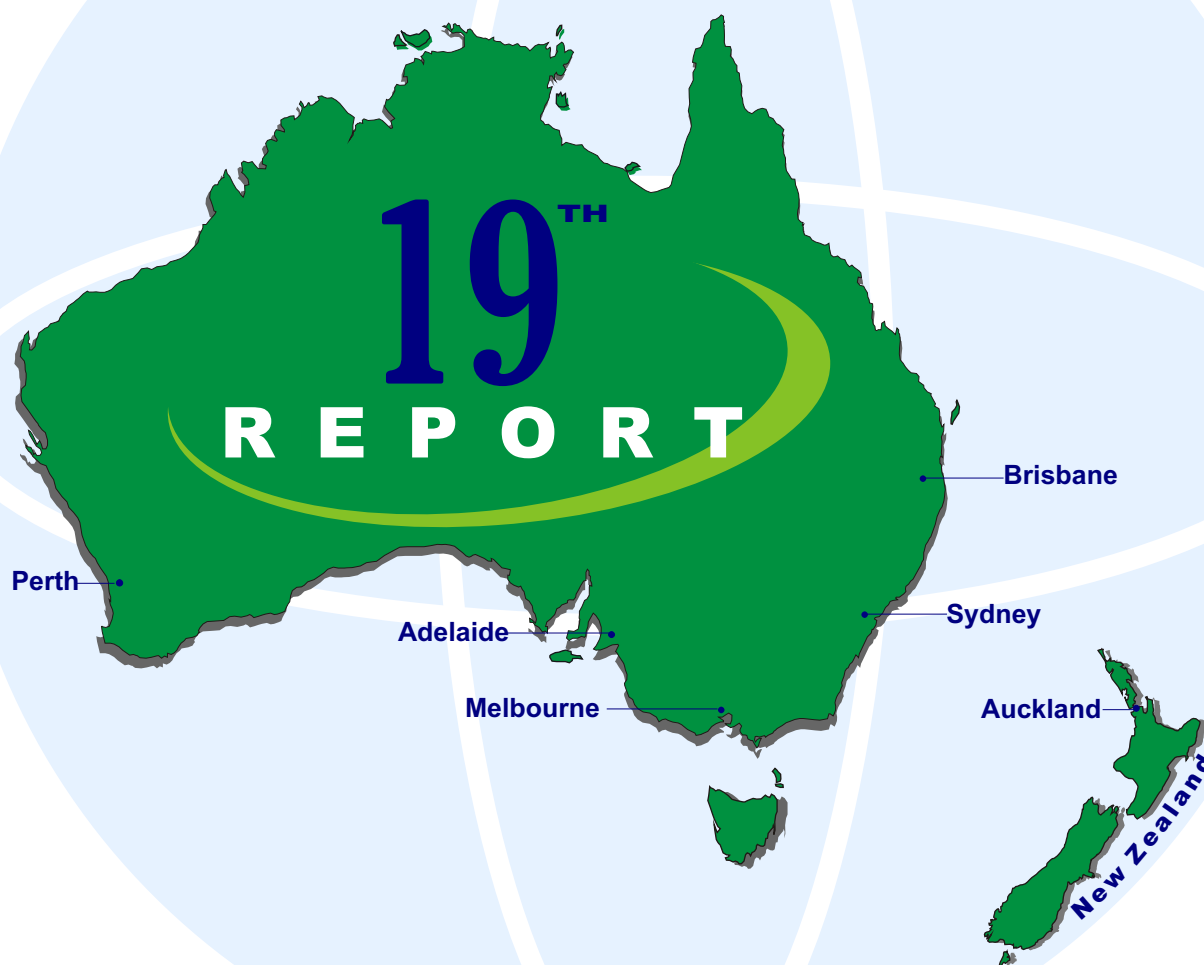 19TH
REPORT
Brisbane
Perth
Sydney
Adelaide
Melbourne
Auckland
New Zealand